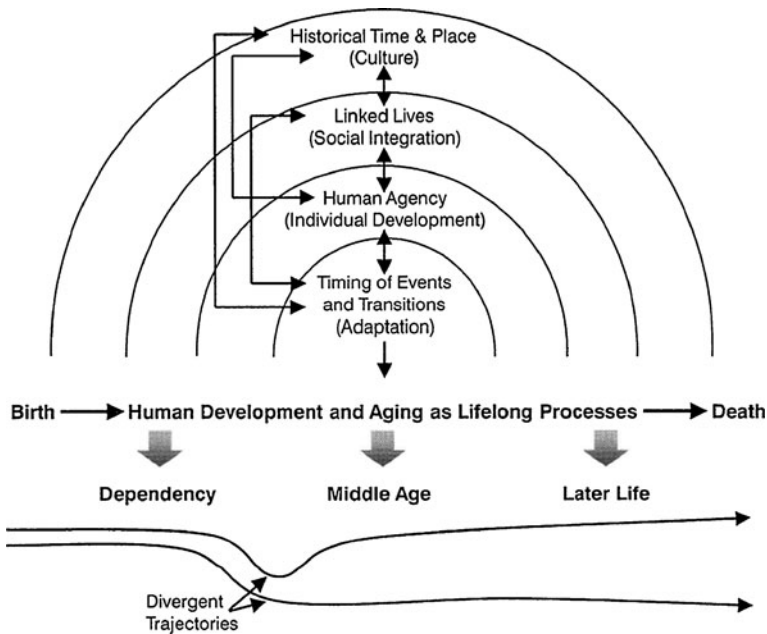 Historical Time & Place
(Culture)
Linked Lives
(Social Integration)
Human Agency
(Individual Development)
Timing of Events
and Transitions
(Adaptation)
Birth Human Development and Aging as Lifelong Processes Death
Dependency Middle Age Later Life
Divergent
Trajectories